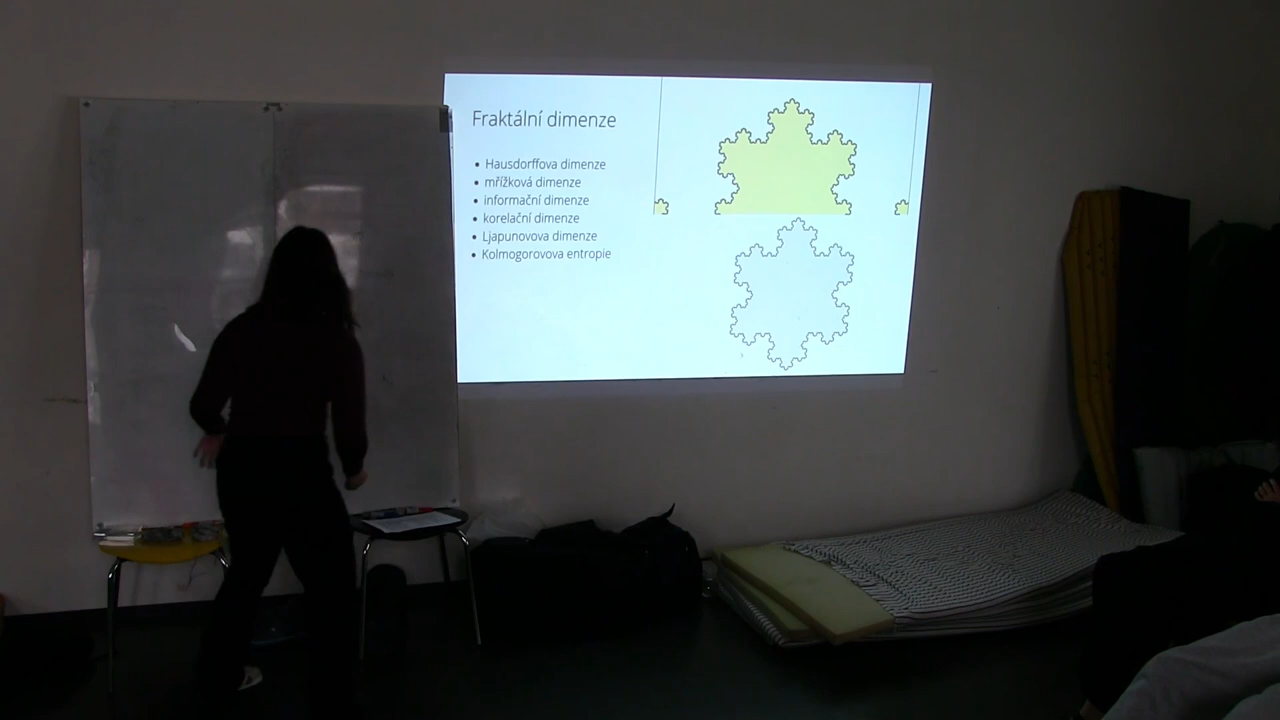 Fraktální dimenze
• Hausdorffova dimenze
• mřížková dimenze
• informační dimenze
• korelační dimenze
• Ljapunovova dimenze
• Kolmogorovova entropie